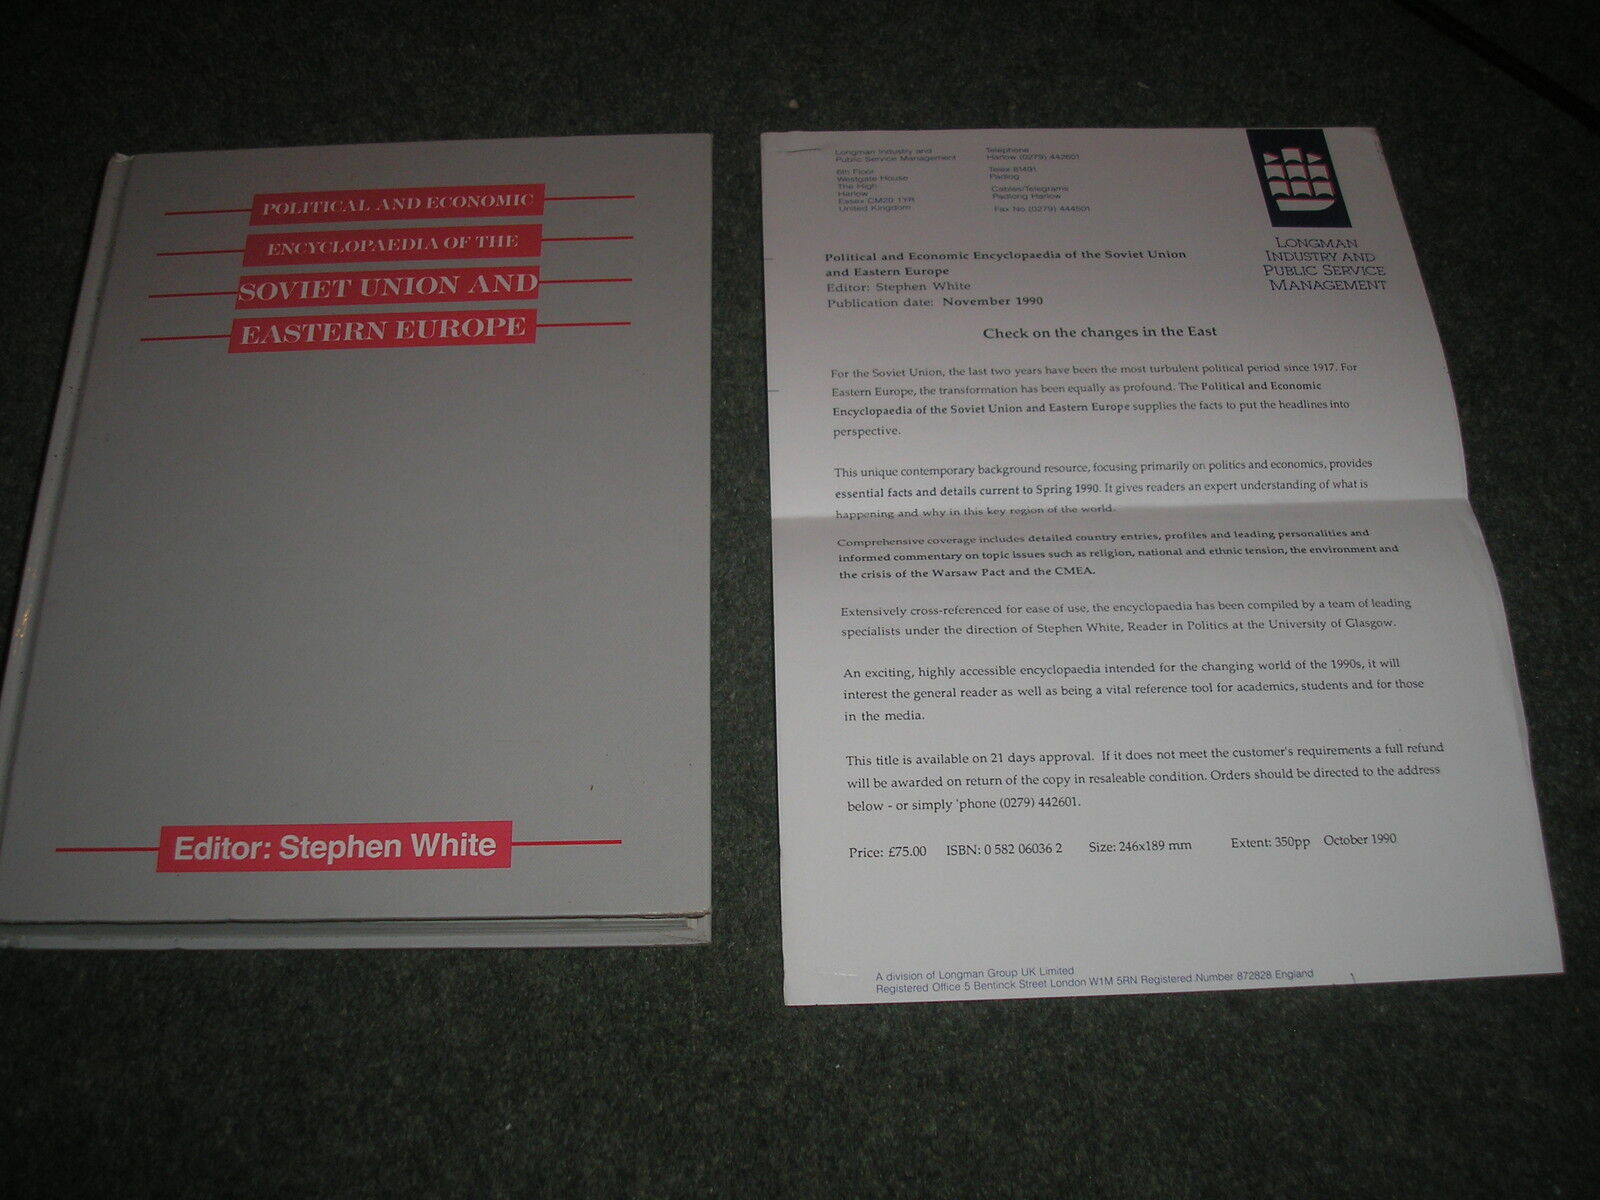 POLITICAL AND ECONOMIC
ENCYCLOPAEDIA OF THE
SOVIET UNION AND
EASTERN EUROPE
Editor: Stephen White
Longman Industry and
Public Service Management
6th Floor
Westgate House
The High
Harlow
Essex CM20 1YR
United Kingdom
Telephone
Harlow (0279) 442601
Telex 81491
Padlog
Cables/Telegrams
Padlong Harlow
Fax No (0279) 444501
LONGMAN
INDUSTRY AND
PUBLIC SERVICE
MANAGEMENT
Political and Economic Encyclopaedia of the Soviet Union
and Eastern Europe
Editor: Stephen White
Publication date: November 1990
Check on the changes in the East
For the Soviet Union, the last two years have been the most turbulent political period since 1917. For
Eastern Europe, the transformation has been equally as profound. The Political and Economic
Encyclopaedia of the Soviet Union and Eastern Europe supplies the facts to put the headlines into
perspective.
This unique contemporary background resource, focusing primarily on politics and economics, provides
essential facts and details current to Spring 1990. It gives readers an expert understanding of what is
happening and why in this key region of the world.
Comprehensive coverage includes detailed country entries, profiles and leading personalities and
informed commentary on topic issues such as religion, national and ethnic tension, the environment and
the crisis of the Warsaw Pact and the CMEA.
Extensively cross-referenced for ease of use, the encyclopaedia has been compiled by a team of leading
specialists under the direction of Stephen White, Reader in Politics at the University of Glasgow.
An exciting, highly accessible encyclopaedia intended for the changing world of the 1990s, it will
interest the general reader as well as being a vital reference tool for academics, students and for those
in the media.
This title is available on 21 days approval. If it does not meet the customer's requirements a full refund
will be awarded on return of the copy in resaleable condition. Orders should be directed to the address
below - or simply 'phone (0279) 442601.
Price: £75.00 ISBN: 0 582 06036 2 Size: 246x189 mm Extent: 350pp October 1990
A division of Longman Group UK Limited
Registered Office 5 Bentinck Street London W1M 5RN Registered Number 872828 England